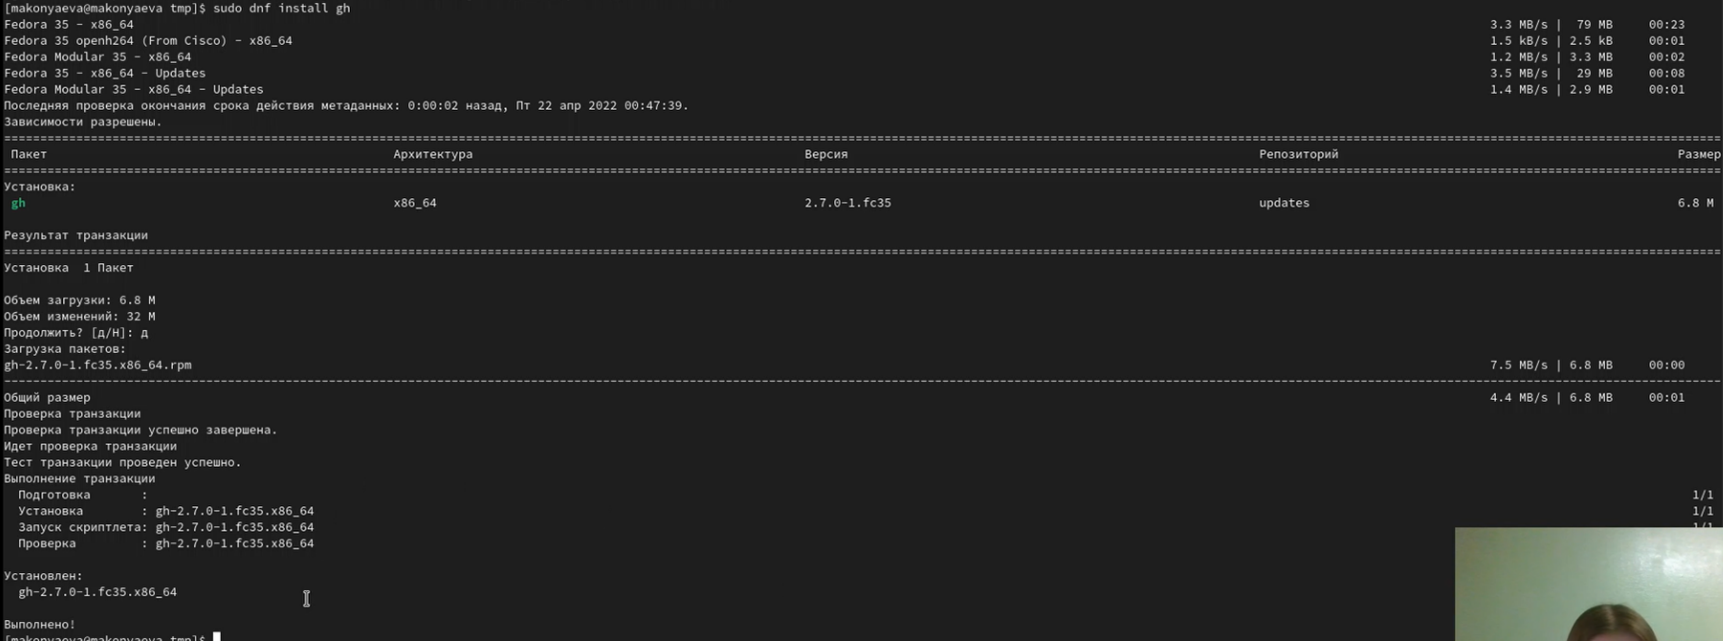 [makonyaeva@makonyaeva tmp]$ sudo dnf install gh
Fedora 35 - x86_64 3.3 MB/s | 79 MB 00:23
Fedora 35 openh264 (From Cisco) - x86_64 1.5 kB/s | 2.5 kB 00:01
Fedora Modular 35 - x86_64 1.2 MB/s | 3.3 MB 00:02
Fedora 35 - x86_64 - Updates 3.5 MB/s | 29 MB 00:08
Fedora Modular 35 - x86_64 - Updates 1.4 MB/s | 2.9 MB 00:01
Последняя проверка окончания срока действия метаданных: 0:00:02 назад, Пт 22 апр 2022 00:47:39.
Зависимости разрешены.
Пакет Архитектура Версия Репозиторий Размер
Установка:
gh x86_64 2.7.0-1.fc35 updates 6.8 M
Результат транзакции
Установка 1 Пакет
Объем загрузки: 6.8 M
Объем изменений: 32 M
Продолжить? [д/Н]: д
Загрузка пакетов:
gh-2.7.0-1.fc35.x86_64.rpm 7.5 MB/s | 6.8 MB 00:00
Общий размер 4.4 MB/s | 6.8 MB 00:01
Проверка транзакции
Проверка транзакции успешно завершена.
Идет проверка транзакции
Тест транзакции проведен успешно.
Выполнение транзакции
Подготовка : 1/1
Установка : gh-2.7.0-1.fc35.x86_64 1/1
Запуск скриптлета: gh-2.7.0-1.fc35.x86_64 1/1
Проверка : gh-2.7.0-1.fc35.x86_64
Установлен:
gh-2.7.0-1.fc35.x86_64
Выполнено!
[makonyaeva@makonyaeva tmp]$